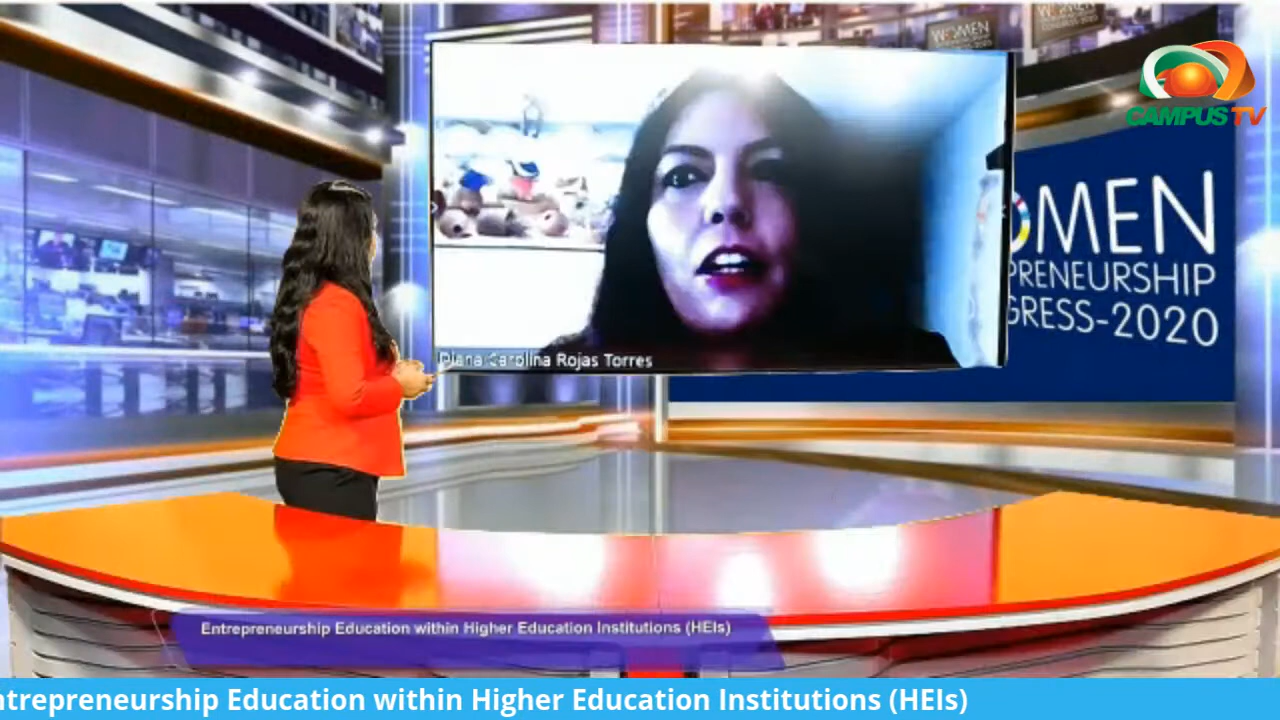 WOMEN
CAMPUS TV
OMEN
PRENEURSHIP
GRESS-2020
Diana Carolina Rojas Torres
Entrepreneurship Education within Higher Education Institutions (HEIs)
ntrepreneurship Education within Higher Education Institutions (HEIs)